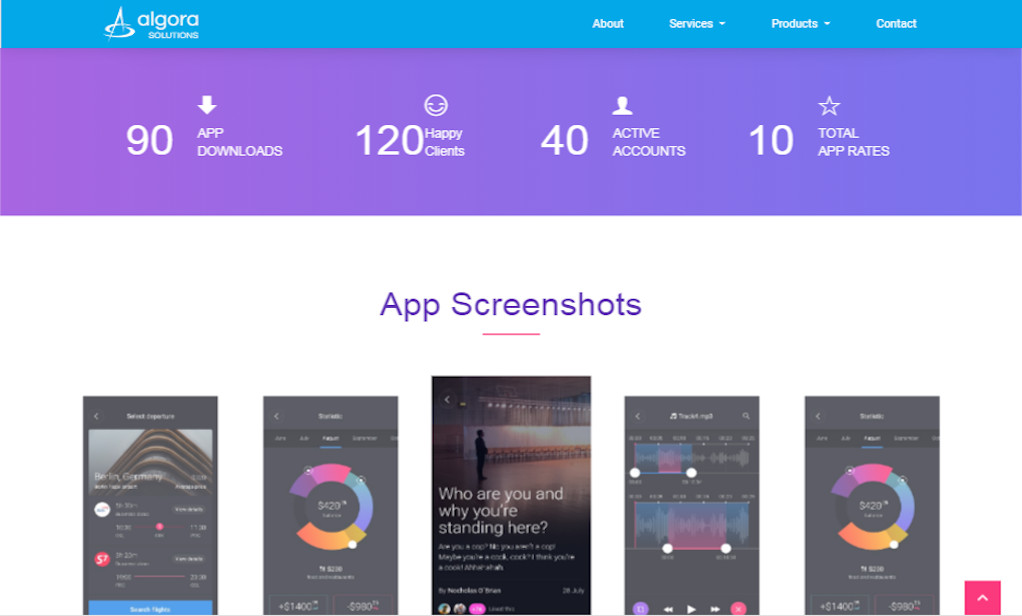 algora
SOLUTIONS
About
Services
Products
Contact
90
APP
DOWNLOADS
120
Happy
Clients
40
ACTIVE
ACCOUNTS
10
TOTAL
APP RATES
App Screenshots
Select departure
Berlin, Germany
View details
View details
Search flights
Statistic
June
July
August
September
$420
+$1400
-$980
Who are you and
why you're
standing here?
Are you a cop? No you aren't a cop!
Maybe you're a cook, cook? I think you're
a cook! Ahhahahah.
By Nocholas O'Brian
28 July
Liked this
Track4.mp3
Statistic
June
July
August
September
$420
+$1400
-$980